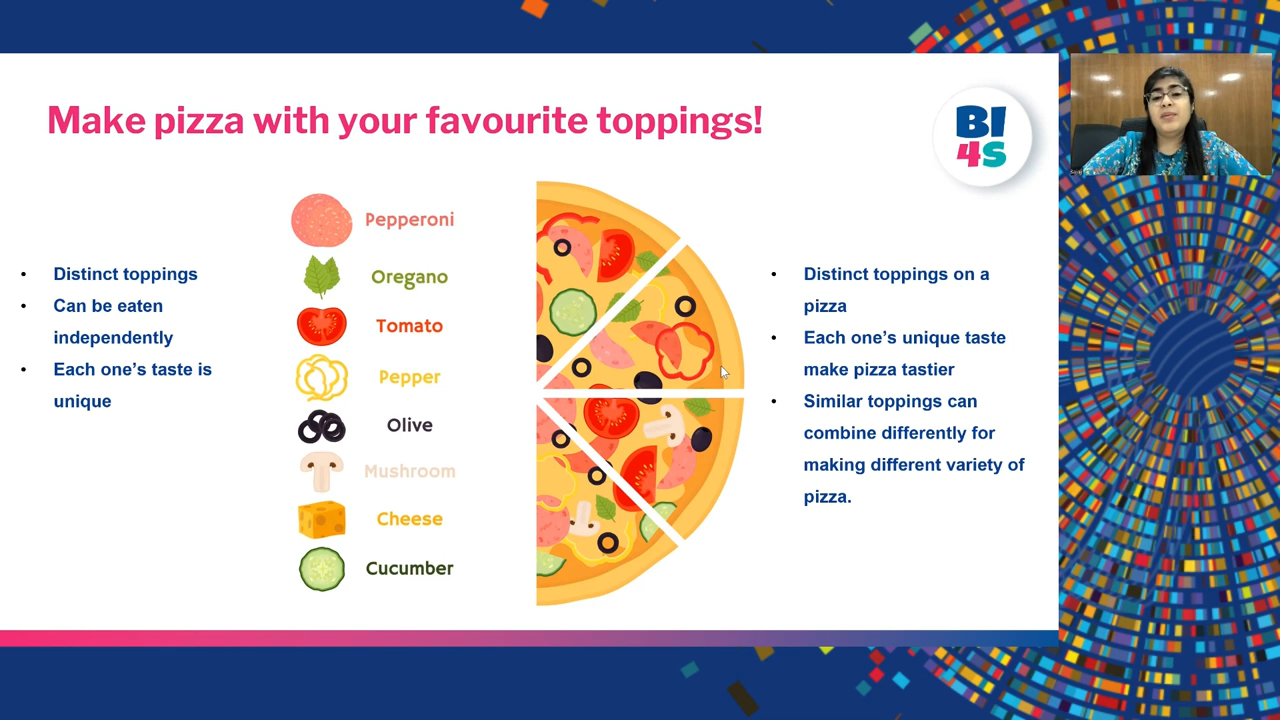 Make pizza with your favourite toppings!
BI
4S
• Distinct toppings
• Can be eaten
independently
• Each one’s taste is
unique
Pepperoni
Oregano
Tomato
Pepper
Olive
Mushroom
Cheese
Cucumber
• Distinct toppings on a
pizza
• Each one’s unique taste
make pizza tastier
• Similar toppings can
combine differently for
making different variety of
pizza.